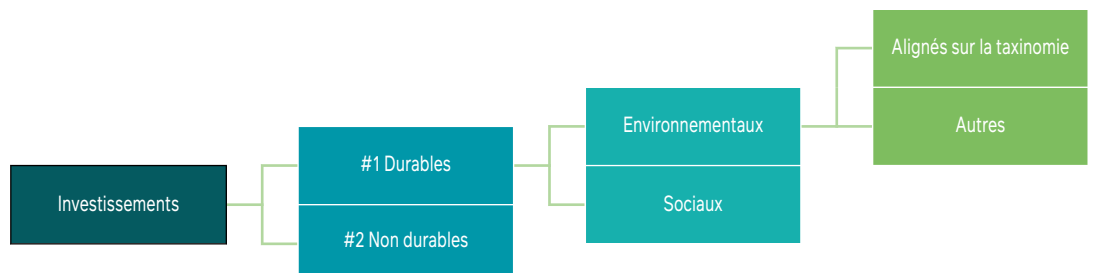 Investissements
#1 Durables
#2 Non durables
Environnementaux
Sociaux
Alignés sur la taxinomie
Autres